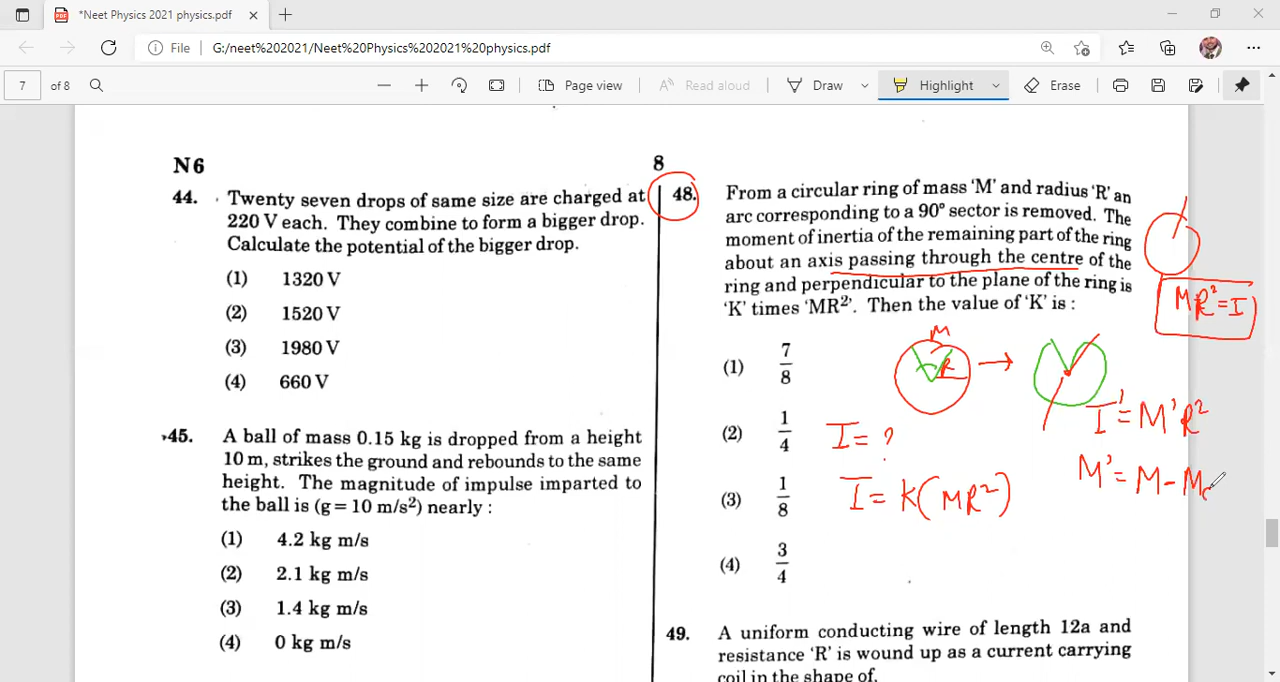 *Neet Physics 2021 physics.pdf
File
G:/neet%202021/Neet%20Physics%202021%20physics.pdf
7 of 8
Page view
Read aloud
Draw
Highlight
Erase
N6
8
44. Twenty seven drops of same size are charged at
220 V each. They combine to form a bigger drop.
Calculate the potential of the bigger drop.
(1) 1320 V
(2) 1520 V
(3) 1980 V
(4) 660 V
45. A ball of mass 0.15 kg is dropped from a height
10 m, strikes the ground and rebounds to the same
height. The magnitude of impulse imparted to
the ball is (g = 10 m/s²) nearly :
(1) 4.2 kg m/s
(2) 2.1 kg m/s
(3) 1.4 kg m/s
(4) 0 kg m/s
48. From a circular ring of mass 'M' and radius 'R' an
arc corresponding to a 90° sector is removed. The
moment of inertia of the remaining part of the ring
about an axis passing through the centre of the
ring and perpendicular to the plane of the ring is
'K' times 'MR²'. Then the value of 'K' is :
(1) 7/8
(2) 1/4
(3) 1/8
(4) 3/4
MR² = I
M
R
I = ?
I = K(MR²)
I' = M'R²
M' = M - M
49. A uniform conducting wire of length 12a and
resistance 'R' is wound up as a current carrying
coil in the shape of,